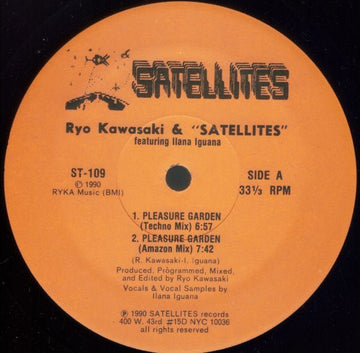 SATELLITES
Ryo Kawasaki & "SATELLITES"
featuring Ilana Iguana
ST-109
℗ 1990
RYKA Music (BMI)
SIDE A
33⅓ RPM
1. PLEASURE GARDEN
(Techno Mix) 6:57
2. PLEASURE GARDEN
(Amazon Mix) 7:42
(R. Kawasaki-I. Iguana)
Produced, Programmed, Mixed,
and Edited by Ryo Kawasaki
Vocals & Vocal Samples by
Ilana Iguana
℗ 1990 SATELLITES records
400 W. 43rd #15D NYC 10036
all rights reserved